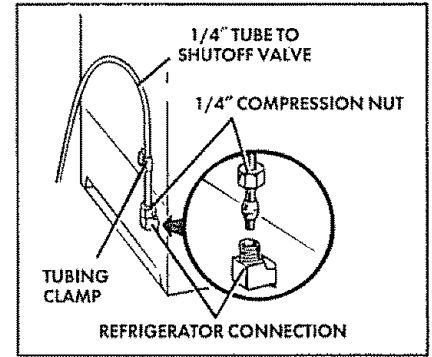 1/4" TUBE TO
SHUTOFF VALVE
1/4" COMPRESSION NUT
TUBING
CLAMP
REFRIGERATOR CONNECTION